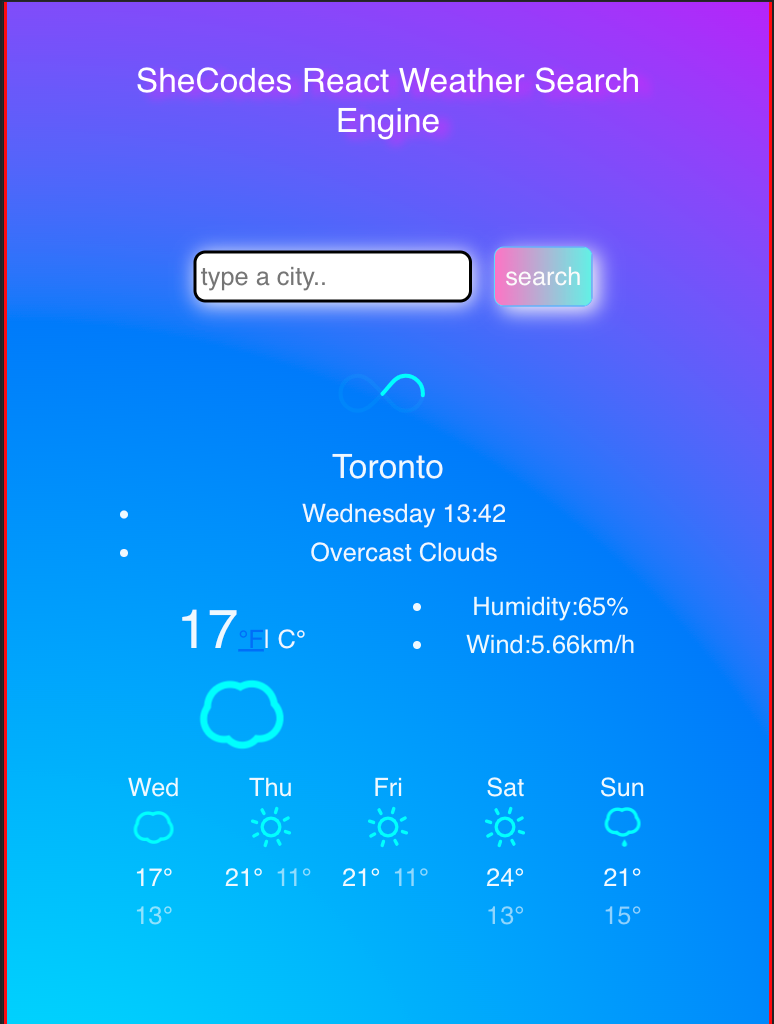 SheCodes React Weather Search
Engine
type a city..
search
Toronto
Wednesday 13:42
Overcast Clouds
17°F| C°
Humidity:65%
Wind:5.66km/h
Wed Thu Fri Sat Sun
17° 21° 11° 21° 11° 24° 21°
13° 13° 15°